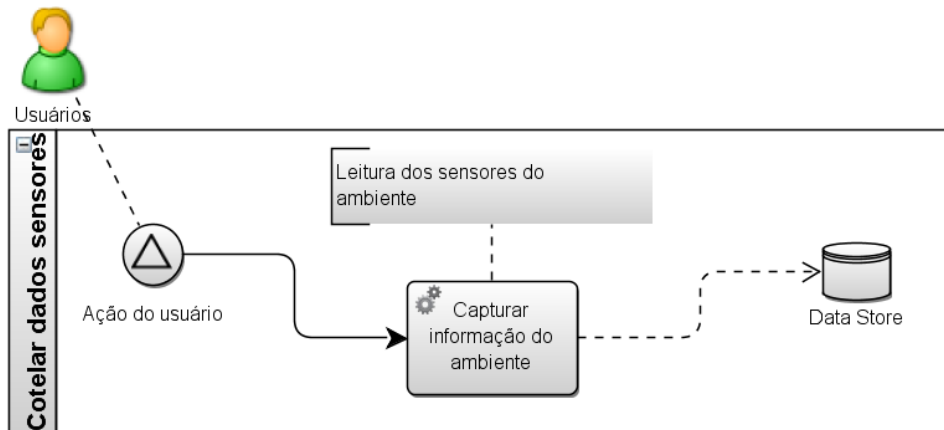 Usuários
Cotelar dados sensores
Leitura dos sensores do
ambiente
Ação do usuário
Capturar
informação do
ambiente
Data Store